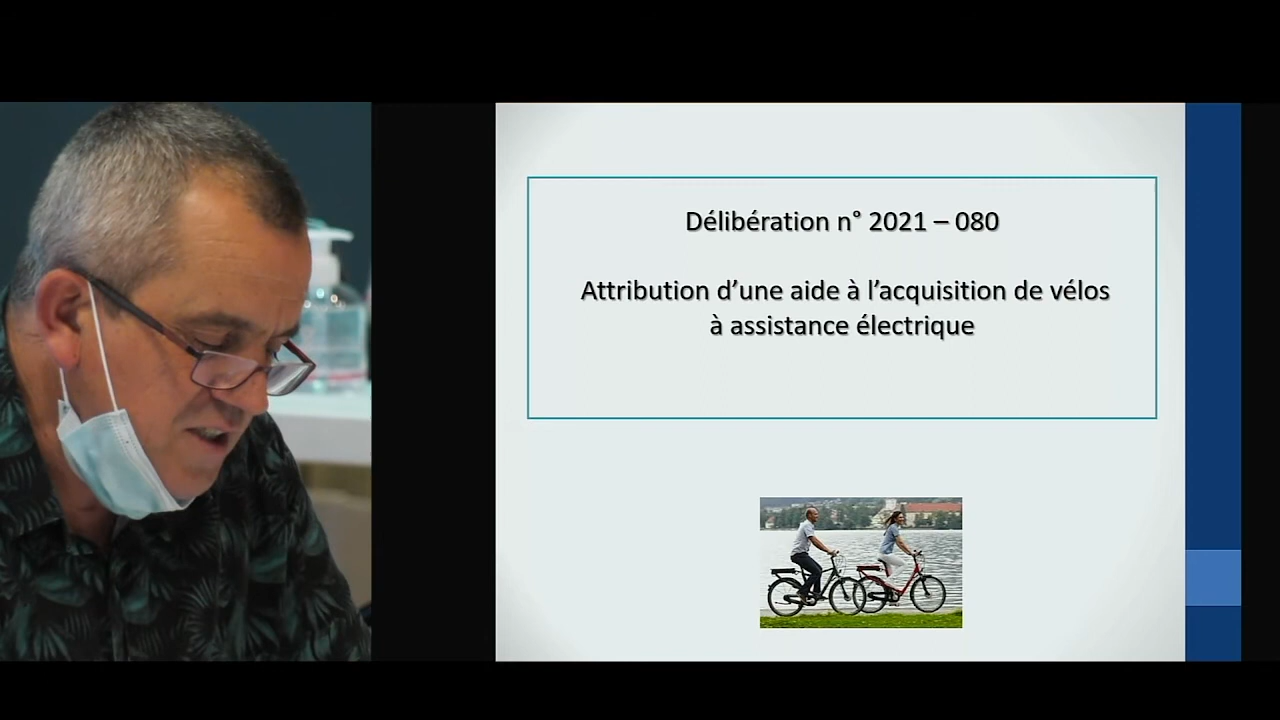 Délibération n° 2021 – 080
Attribution d’une aide à l’acquisition de vélos
à assistance électrique